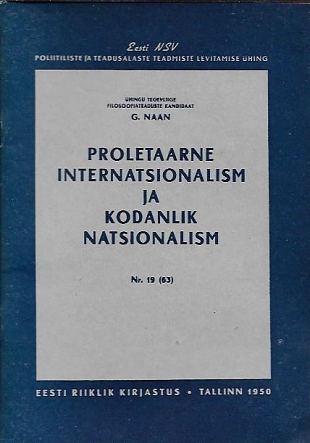 Eesti NSV
POLIITILISTE JA TEADUSALASTE TEADMISTE LEVITAMISE ÜHING
ÜHINGU TEGEVLIIGE
FILOSOOFIATEADUSTE KANDIDAAT
G. NAAN
PROLETAARNE
INTERNATSIONALISM
JA
KODANLIK
NATSIONALISM
Nr. 19 (63)
EESTI RIIKLIK KIRJASTUS • TALLINN 1950